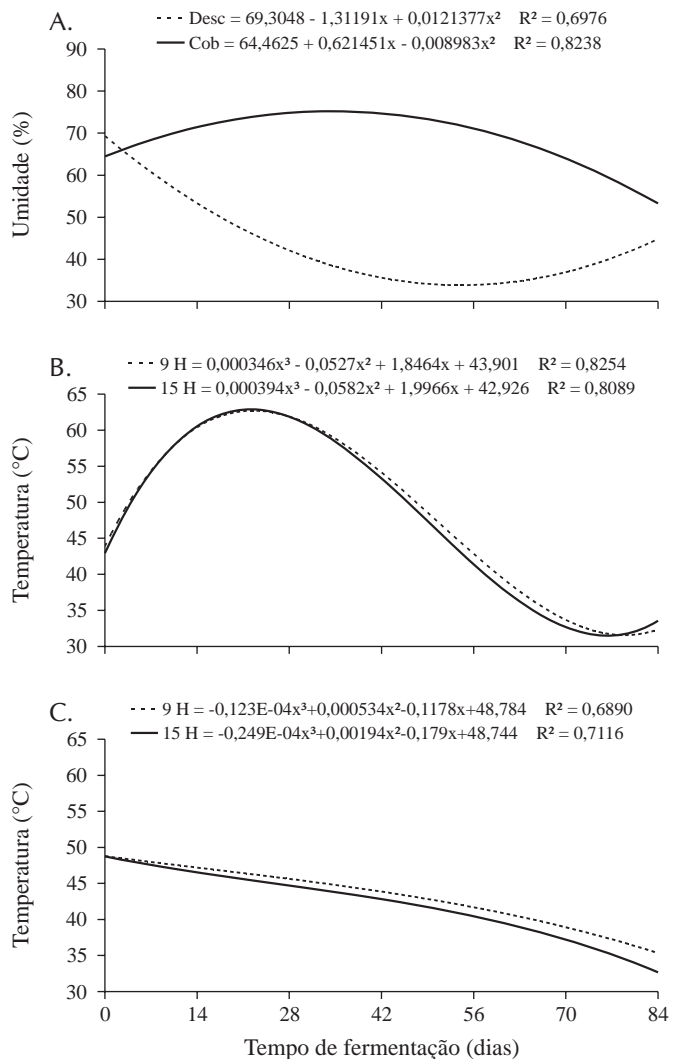 A.
Desc = 69,3048 - 1,31191x + 0,0121377x² R² = 0,6976
Cob = 64,4625 + 0,621451x - 0,008983x² R² = 0,8238
Umidade (%)
90
80
70
60
50
40
30
B.
9 H = 0,000346x³ - 0,0527x² + 1,8464x + 43,901 R² = 0,8254
15 H = 0,000394x³ - 0,0582x² + 1,9966x + 42,926 R² = 0,8089
Temperatura (°C)
65
60
55
50
45
40
35
30
C.
9 H = -0,123E-04x³+0,000534x²-0,1178x+48,784 R² = 0,6890
15 H = -0,249E-04x³+0,00194x²-0,179x+48,744 R² = 0,7116
Temperatura (°C)
65
60
55
50
45
40
35
30
0 14 28 42 56 70 84
Tempo de fermentação (dias)